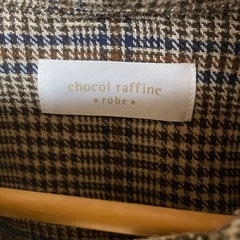 chocol raffine
* robe *